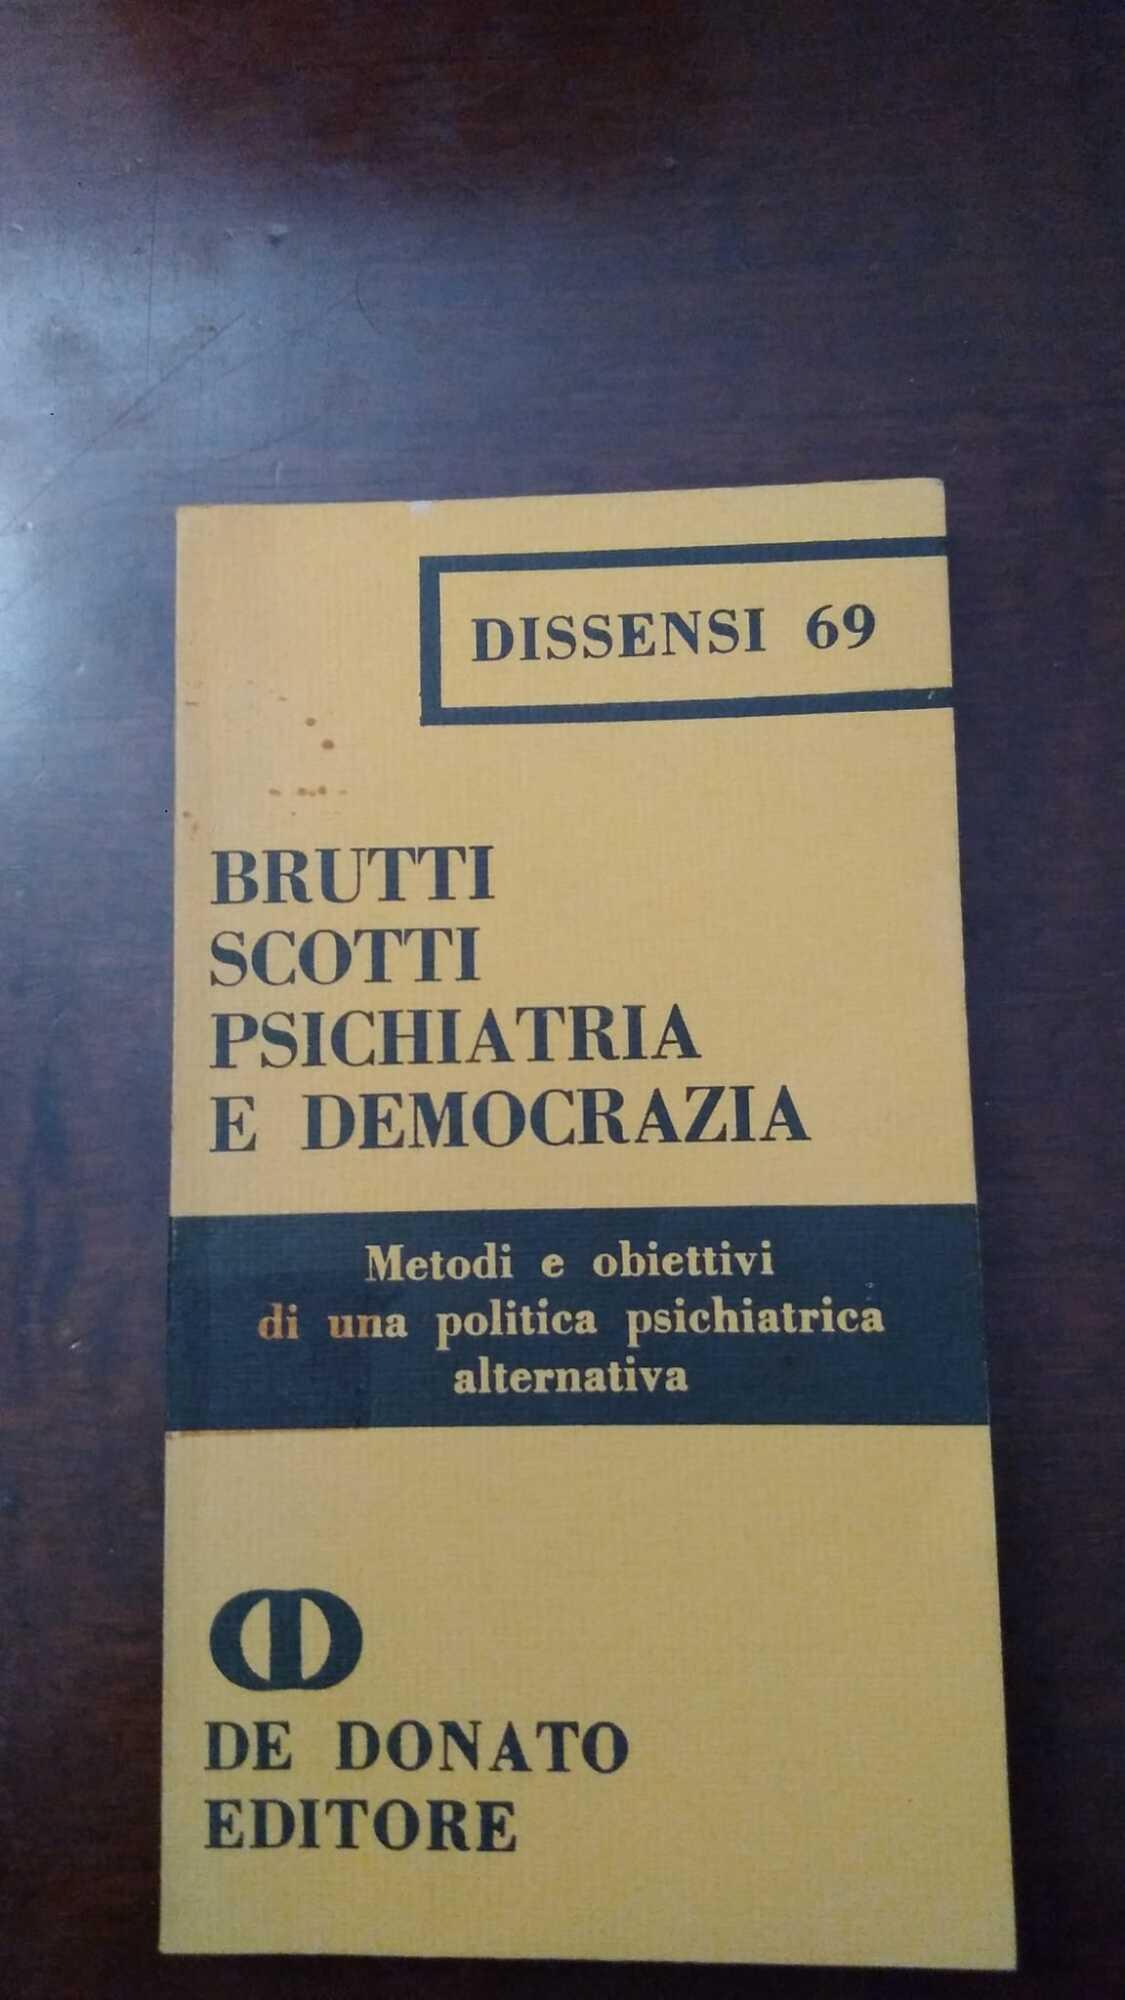 DISSENSI 69
BRUTTI
SCOTTI
PSICHIATRIA
E DEMOCRAZIA
Metodi e obiettivi
di una politica psichiatrica
alternativa
DE DONATO
EDITORE